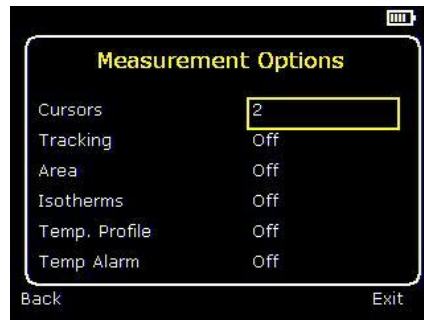 Measurement Options
Cursors 2
Tracking Off
Area Off
Isotherms Off
Temp. Profile Off
Temp Alarm Off
Back Exit